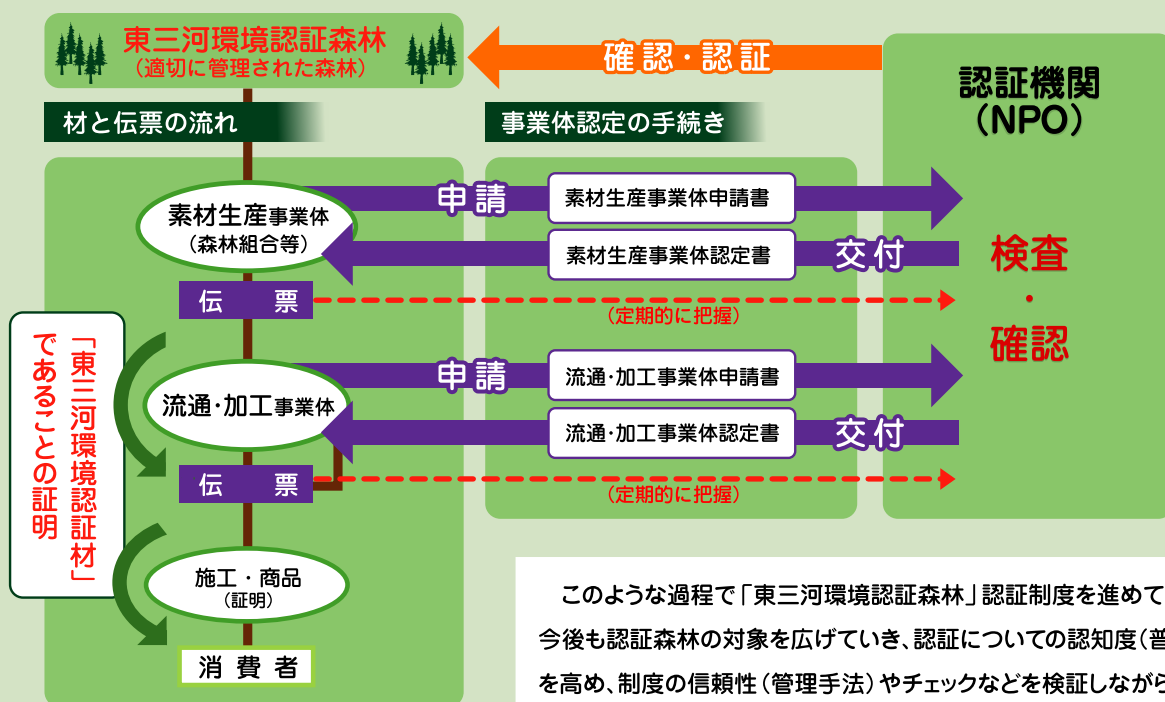 東三河環境認証森林
（適切に管理された森林）
確認・認証
認証機関
（NPO）
材と伝票の流れ
事業体認定の手続き
素材生産事業体
（森林組合等）
申請
素材生産事業体申請書
素材生産事業体認定書
交付
検査
・
確認
伝　票
（定期的に把握）
「東三河環境認証材」
であることの証明
流通・加工事業体
申請
流通・加工事業体申請書
流通・加工事業体認定書
交付
伝　票
（定期的に把握）
施工・商品
（証明）
消費者
このような過程で「東三河環境認証森林」認証制度を進めて
今後も認証森林の対象を広げていき、認証についての認知度（普
を高め、制度の信頼性（管理手法）やチェックなどを検証しながら